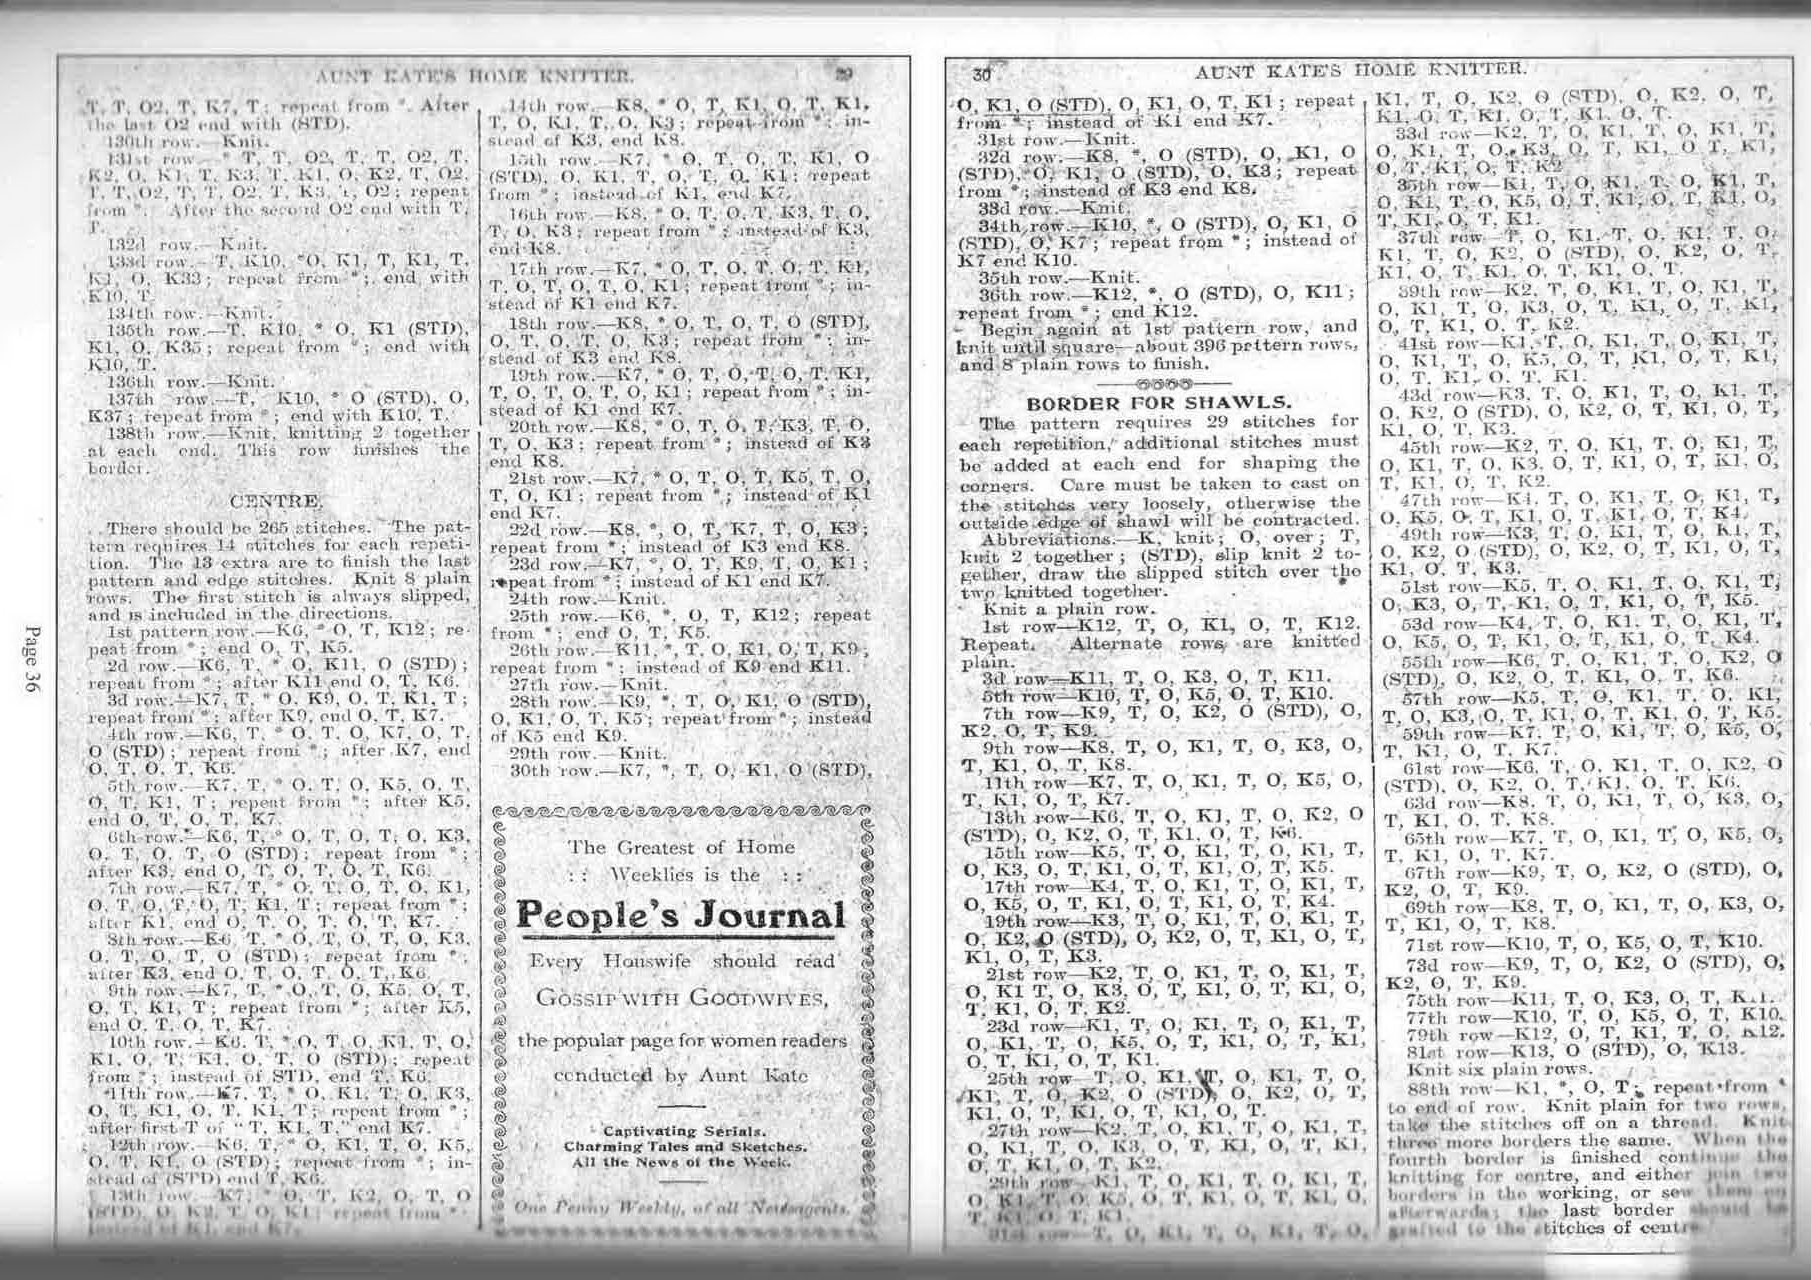 AUNT KATE'S HOME KNITTER. 29
T, T, O2, T, K7, T; repeat from *. After
the last O2 end with (STD).
130th row.—Knit.
131st row—* T, T, O2, T, T, O2, T,
K2, O, K1, T, K3, T, K1, O, K2, T, O2,
T, T, O2, T, T, O2, T, K3, O2; repeat
from *. After the second O2 end with T,
T.
132d row.—Knit.
133d row.—T, K10, *O, K1, T, K1, T,
K1, O, K33; repeat from *; end with
K10, T.
134th row.—Knit.
135th row.—T, K10, * O, K1 (STD),
K1, O, K35; repeat from *; end with
K10, T.
136th row.—Knit.
137th row.—T, K10, * O (STD), O,
K37; repeat from *; end with K10, T.
138th row.—Knit, knitting 2 together
at each end. This row finishes the
border.
CENTRE.
There should be 265 stitches. The pat-
tern requires 14 stitches for each repeti-
tion. The 13 extra are to finish the last
pattern and edge stitches. Knit 8 plain
rows. The first stitch is always slipped,
and is included in the directions.
1st pattern row.—K6, * O, T, K12; re-
peat from *; end O, T, K5.
2d row.—K6, T, * O, K11, O (STD);
repeat from *; after K11 end O, T, K6.
3d row.—K7, T, * O, K9, O, T, K1, T;
repeat from *; after K9, end O, T, K7.
4th row.—K6, T, * O, T, O, K7, O, T,
O (STD); repeat from *; after K7, end
O, T, O, T, K6.
5th row.—K7, T, * O, T, O, K5, O, T,
O, T, K1, T; repeat from *; after K5,
end O, T, O, T, K7.
6th row.—K6, T, * O, T, O, T, O, K3,
O, T, O, T, O (STD); repeat from *;
after K3, end O, T, O, T, O, T, K6.
7th row.—K7, T, * O, T, O, T, O, K1,
O, T, O, T, O, T, K1, T; repeat from *;
after K1, end O, T, O, T, O, T, K7.
8th row.—K6, T, * O, T, O, T, O, K3,
O, T, O, T, O (STD); repeat from *;
after K3, end O, T, O, T, O, T, K6.
9th row.—K7, T, * O, T, O, K5, O, T,
O, T, K1, T; repeat from *; after K5,
end O, T, O, T, K7.
10th row.—K6, T, * O, T, O, K1, T, O,
K1, O, T, K1, O, T, O (STD); repeat
from *; instead of STD, end T, K6.
11th row.—K7, T, * O, K1, T, O, K3,
O, T, K1, O, T, K1, T; repeat from *;
after first T of "T, K1, T," end K7.
12th row.—K6, T, * O, K1, T, O, K5,
O, T, K1, O (STD); repeat from *; in-
stead of (STD) end T, K6.
13th row.—K7, * O, T, K2, O, T, O
(STD), O, K2, T, O, K1; repeat from *
instead of K1, end K7.
14th row.—K8, * O, T, K1, O, T, K1,
T, O, K1, T, O, K3; repeat from *; in-
stead of K3, end K8.
15th row.—K7, * O, T, O, T, K1, O
(STD), O, K1, T, O, T, O, K1; repeat
from *; instead of K1, end K7.
16th row.—K8, * O, T, O, T, K3, T, O,
T, O, K3; repeat from *; instead of K3,
end K8.
17th row.—K7, * O, T, O, T, O, T, K1,
T, O, T, O, T, O, K1; repeat from *; in-
stead of K1 end K7.
18th row.—K8, * O, T, O, T, O (STD),
O, T, O, T, O, K3; repeat from *; in-
stead of K3 end K8.
19th row.—K7, * O, T, O, T, O, T, K1,
T, O, T, O, T, O, K1; repeat from *; in-
stead of K1 end K7.
20th row.—K8, * O, T, O, T, K3, T, O,
T, O, K3; repeat from *; instead of K3
end K8.
21st row.—K7, * O, T, O, T, K5, T, O,
T, O, K1; repeat from *; instead of K1
end K7.
22d row.—K8, *, O, T, K7, T, O, K3;
repeat from *; instead of K3 end K8.
23d row.—K7, *, O, T, K9, T, O, K1;
repeat from *; instead of K1 end K7.
24th row.—Knit.
25th row.—K6, *, O, T, K12; repeat
from *; end O, T, K5.
26th row.—K11, *, T, O, K1, O, T, K9;
repeat from *; instead of K9 end K11.
27th row.—Knit.
28th row.—K9, *, T, O, K1, O (STD),
O, K1, O, T, K5; repeat from *; instead
of K5 end K9.
29th row.—Knit.
30th row.—K7, *, T, O, K1, O (STD),
The Greatest of Home
: : Weeklies is the : :
People's Journal
Every Houswife should read
GOSSIP WITH GOODWIVES,
the popular page for women readers
conducted by Aunt Kate
Captivating Serials.
Charming Tales and Sketches.
All the News of the Week.
One Penny Weekly, of all Newsagents.
Page 36
30 AUNT KATE'S HOME KNITTER.
O, K1, O (STD), O, K1, O, T, K1; repeat
from *; instead of K1 end K7.
31st row.—Knit.
32d row.—K8, *, O (STD), O, K1, O
(STD), O, K1, O (STD), O, K3; repeat
from *; instead of K3 end K8.
33d row.—Knit.
34th row.—K10, *, O (STD), O, K1, O
(STD), O, K7; repeat from *; instead of
K7 end K10.
35th row.—Knit.
36th row.—K12, *, O (STD), O, K11;
repeat from *; end K12.
Begin again at 1st pattern row, and
knit until square—about 396 pattern rows,
and 8 plain rows to finish.
BORDER FOR SHAWLS.
The pattern requires 29 stitches for
each repetition, additional stitches must
be added at each end for shaping the
corners. Care must be taken to cast on
the stitches very loosely, otherwise the
outside edge of shawl will be contracted.
Abbreviations.—K, knit; O, over; T,
knit 2 together; (STD), slip knit 2 to-
gether, draw the slipped stitch over the
two knitted together.
Knit a plain row.
1st row—K12, T, O, K1, O, T, K12.
Repeat. Alternate rows are knitted
plain.
3d row—K11, T, O, K3, O, T, K11.
5th row—K10, T, O, K5, O, T, K10.
7th row—K9, T, O, K2, O (STD), O,
K2, O, T, K9.
9th row—K8, T, O, K1, T, O, K3, O,
T, K1, O, T, K8.
11th row—K7, T, O, K1, T, O, K5, O,
T, K1, O, T, K7.
13th row—K6, T, O, K1, T, O, K2, O
(STD), O, K2, O, T, K1, O, T, K6.
15th row—K5, T, O, K1, T, O, K1, T,
O, K3, O, T, K1, O, T, K1, O, T, K5.
17th row—K4, T, O, K1, T, O, K1, T,
O, K5, O, T, K1, O, T, K1, O, T, K4.
19th row—K3, T, O, K1, T, O, K1, T,
O, K2, O (STD), O, K2, O, T, K1, O, T,
K1, O, T, K3.
21st row—K2, T, O, K1, T, O, K1, T,
O, K1 T, O, K3, O, T, K1, O, T, K1, O,
T, K1, O, T, K2.
23d row—K1, T, O, K1, T, O, K1, T,
O, K1, T, O, K5, O, T, K1, O, T, K1,
O, T, K1, O, T, K1.
25th row—T, O, K1, T, O, K1, T, O,
K1, T, O, K2, O (STD), O, K2, O, T,
K1, O, T, K1, O, T, K1, O, T.
27th row—K2, T, O, K1, T, O, K1, T,
O, K1, T, O, K3, O, T, K1, O, T, K1,
O, T, K1, O, T, K2.
29th row—K1, T, O, K1, T, O, K1, T,
O, K1, T, O, K5, O, T, K1, O, T, K1, O,
T, K1, O, T, K1.
31st row—T, O, K1, T, O, K1, T, O,
K1, T, O, K2, O (STD), O, K2, O, T,
K1, O, T, K1, O, T, K1, O, T.
33d row—K2, T, O, K1, T, O, K1, T,
O, K1, T, O, K3, O, T, K1, O, T, K1,
O, T, K1, O, T, K2
35th row—K1, T, O, K1, T, O, K1, T,
O, K1, T, O, K5, O, T, K1, O, T, K1, O,
T, K1, O, T, K1.
37th row—T, O, K1, T, O, K1, T, O,
K1, T, O, K2, O (STD), O, K2, O, T,
K1, O, T, K1, O, T, K1, O, T.
39th row—K2, T, O, K1, T, O, K1, T,
O, K1, T, O, K3, O, T, K1, O, T, K1,
O, T, K1, O, T, K2.
41st row—K1, T, O, K1, T, O, K1, T,
O, K1, T, O, K5, O, T, K1, O, T, K1,
O, T, K1, O, T, K1.
43d row—K3, T, O, K1, T, O, K1, T,
O, K2, O (STD), O, K2, O, T, K1, O, T,
K1, O, T, K3.
45th row—K2, T, O, K1, T, O, K1, T,
O, K1, T, O, K3, O, T, K1, O, T, K1, O,
T, K1, O, T, K2.
47th row—K4, T, O, K1, T, O, K1, T,
O, K5, O, T, K1, O, T, K1, O, T, K4.
49th row—K3, T, O, K1, T, O, K1, T,
O, K2, O (STD), O, K2, O, T, K1, O, T,
K1, O, T, K3.
51st row—K5, T, O, K1, T, O, K1, T,
O, K3, O, T, K1, O, T, K1, O, T, K5.
53d row—K4, T, O, K1, T, O, K1, T,
O, K5, O, T, K1, O, T, K1, O, T, K4.
55th row—K6, T, O, K1, T, O, K2, O
(STD), O, K2, O, T, K1, O, T, K6.
57th row—K5, T, O, K1, T, O, K1,
T, O, K3, O, T, K1, O, T, K1, O, T, K5.
59th row—K7, T, O, K1, T, O, K5, O,
T, K1, O, T, K7.
61st row—K6, T, O, K1, T, O, K2, O
(STD), O, K2, O, T, K1, O, T, K6.
63d row—K8, T, O, K1, T, O, K3, O,
T, K1, O, T, K8.
65th row—K7, T, O, K1, T, O, K5, O,
T, K1, O, T, K7.
67th row—K9, T, O, K2, O (STD), O,
K2, O, T, K9.
69th row—K8, T, O, K1, T, O, K3, O,
T, K1, O, T, K8.
71st row—K10, T, O, K5, O, T, K10.
73d row—K9, T, O, K2, O (STD), O,
K2, O, T, K9.
75th row—K11, T, O, K3, O, T, K11.
77th row—K10, T, O, K5, O, T, K10.
79th row—K12, O, T, K1, T, O, K12.
81st row—K13, O (STD), O, K13.
Knit six plain rows.
88th row—K1, *, O, T; repeat from *
to end of row. Knit plain for two rows,
take the stitches off on a thread. Knit
three more borders the same. When the
fourth border is finished continue the
knitting for centre, and either join two
borders in the working, or sew them on
afterwards; the last border should be
grafted to the stitches of centre